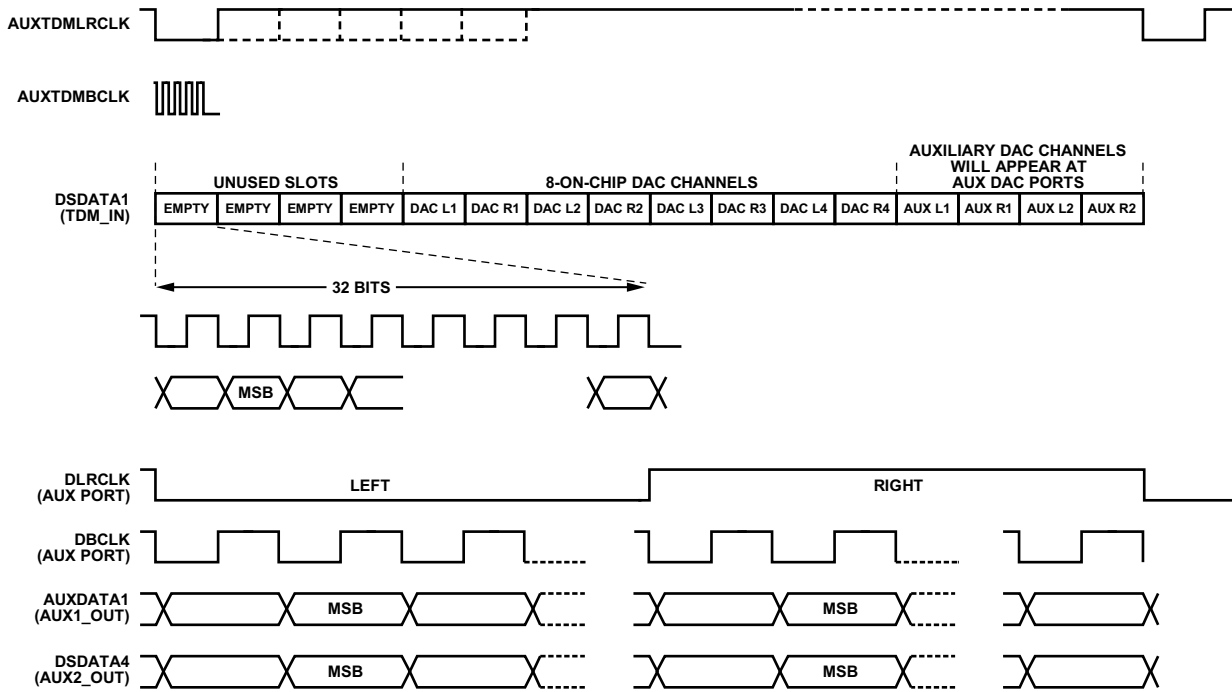 AUXTDMLRCLK
AUXTDMBCLK
AUXILIARY DAC CHANNELS
WILL APPEAR AT
AUX DAC PORTS
UNUSED SLOTS
8-ON-CHIP DAC CHANNELS
DSDATA1
(TDM_IN)
EMPTY EMPTY EMPTY EMPTY DAC L1 DAC R1 DAC L2 DAC R2 DAC L3 DAC R3 DAC L4 DAC R4 AUX L1 AUX R1 AUX L2 AUX R2
32 BITS
MSB
DLRCLK
(AUX PORT)
LEFT
RIGHT
DBCLK
(AUX PORT)
AUXDATA1
(AUX1_OUT)
MSB
MSB
DSDATA4
(AUX2_OUT)
MSB
MSB